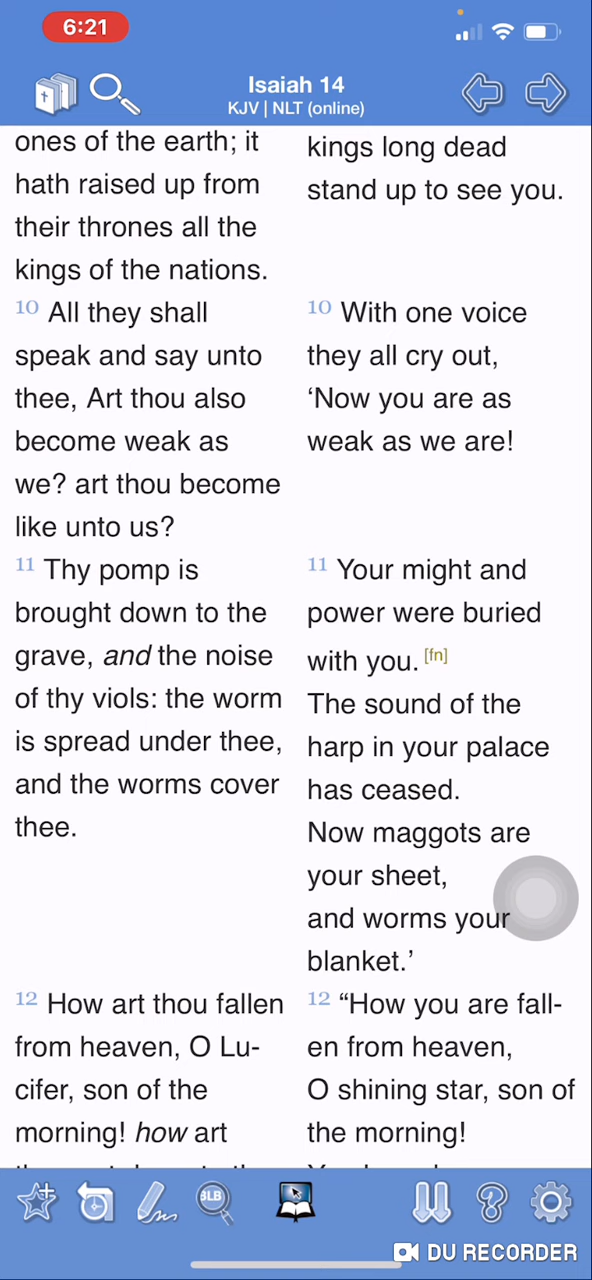 6:21
Isaiah 14
KJV | NLT (online)
ones of the earth; it
hath raised up from
their thrones all the
kings of the nations.
10 All they shall
speak and say unto
thee, Art thou also
become weak as
we? art thou become
like unto us?
11 Thy pomp is
brought down to the
grave, and the noise
of thy viols: the worm
is spread under thee,
and the worms cover
thee.
12 How art thou fallen
from heaven, O Lu-
cifer, son of the
morning! how art
kings long dead
stand up to see you.
10 With one voice
they all cry out,
‘Now you are as
weak as we are!
11 Your might and
power were buried
with you. [fn]
The sound of the
harp in your palace
has ceased.
Now maggots are
your sheet,
and worms your
blanket.’
12 “How you are fall-
en from heaven,
O shining star, son of
the morning!
BLB
DU RECORDER